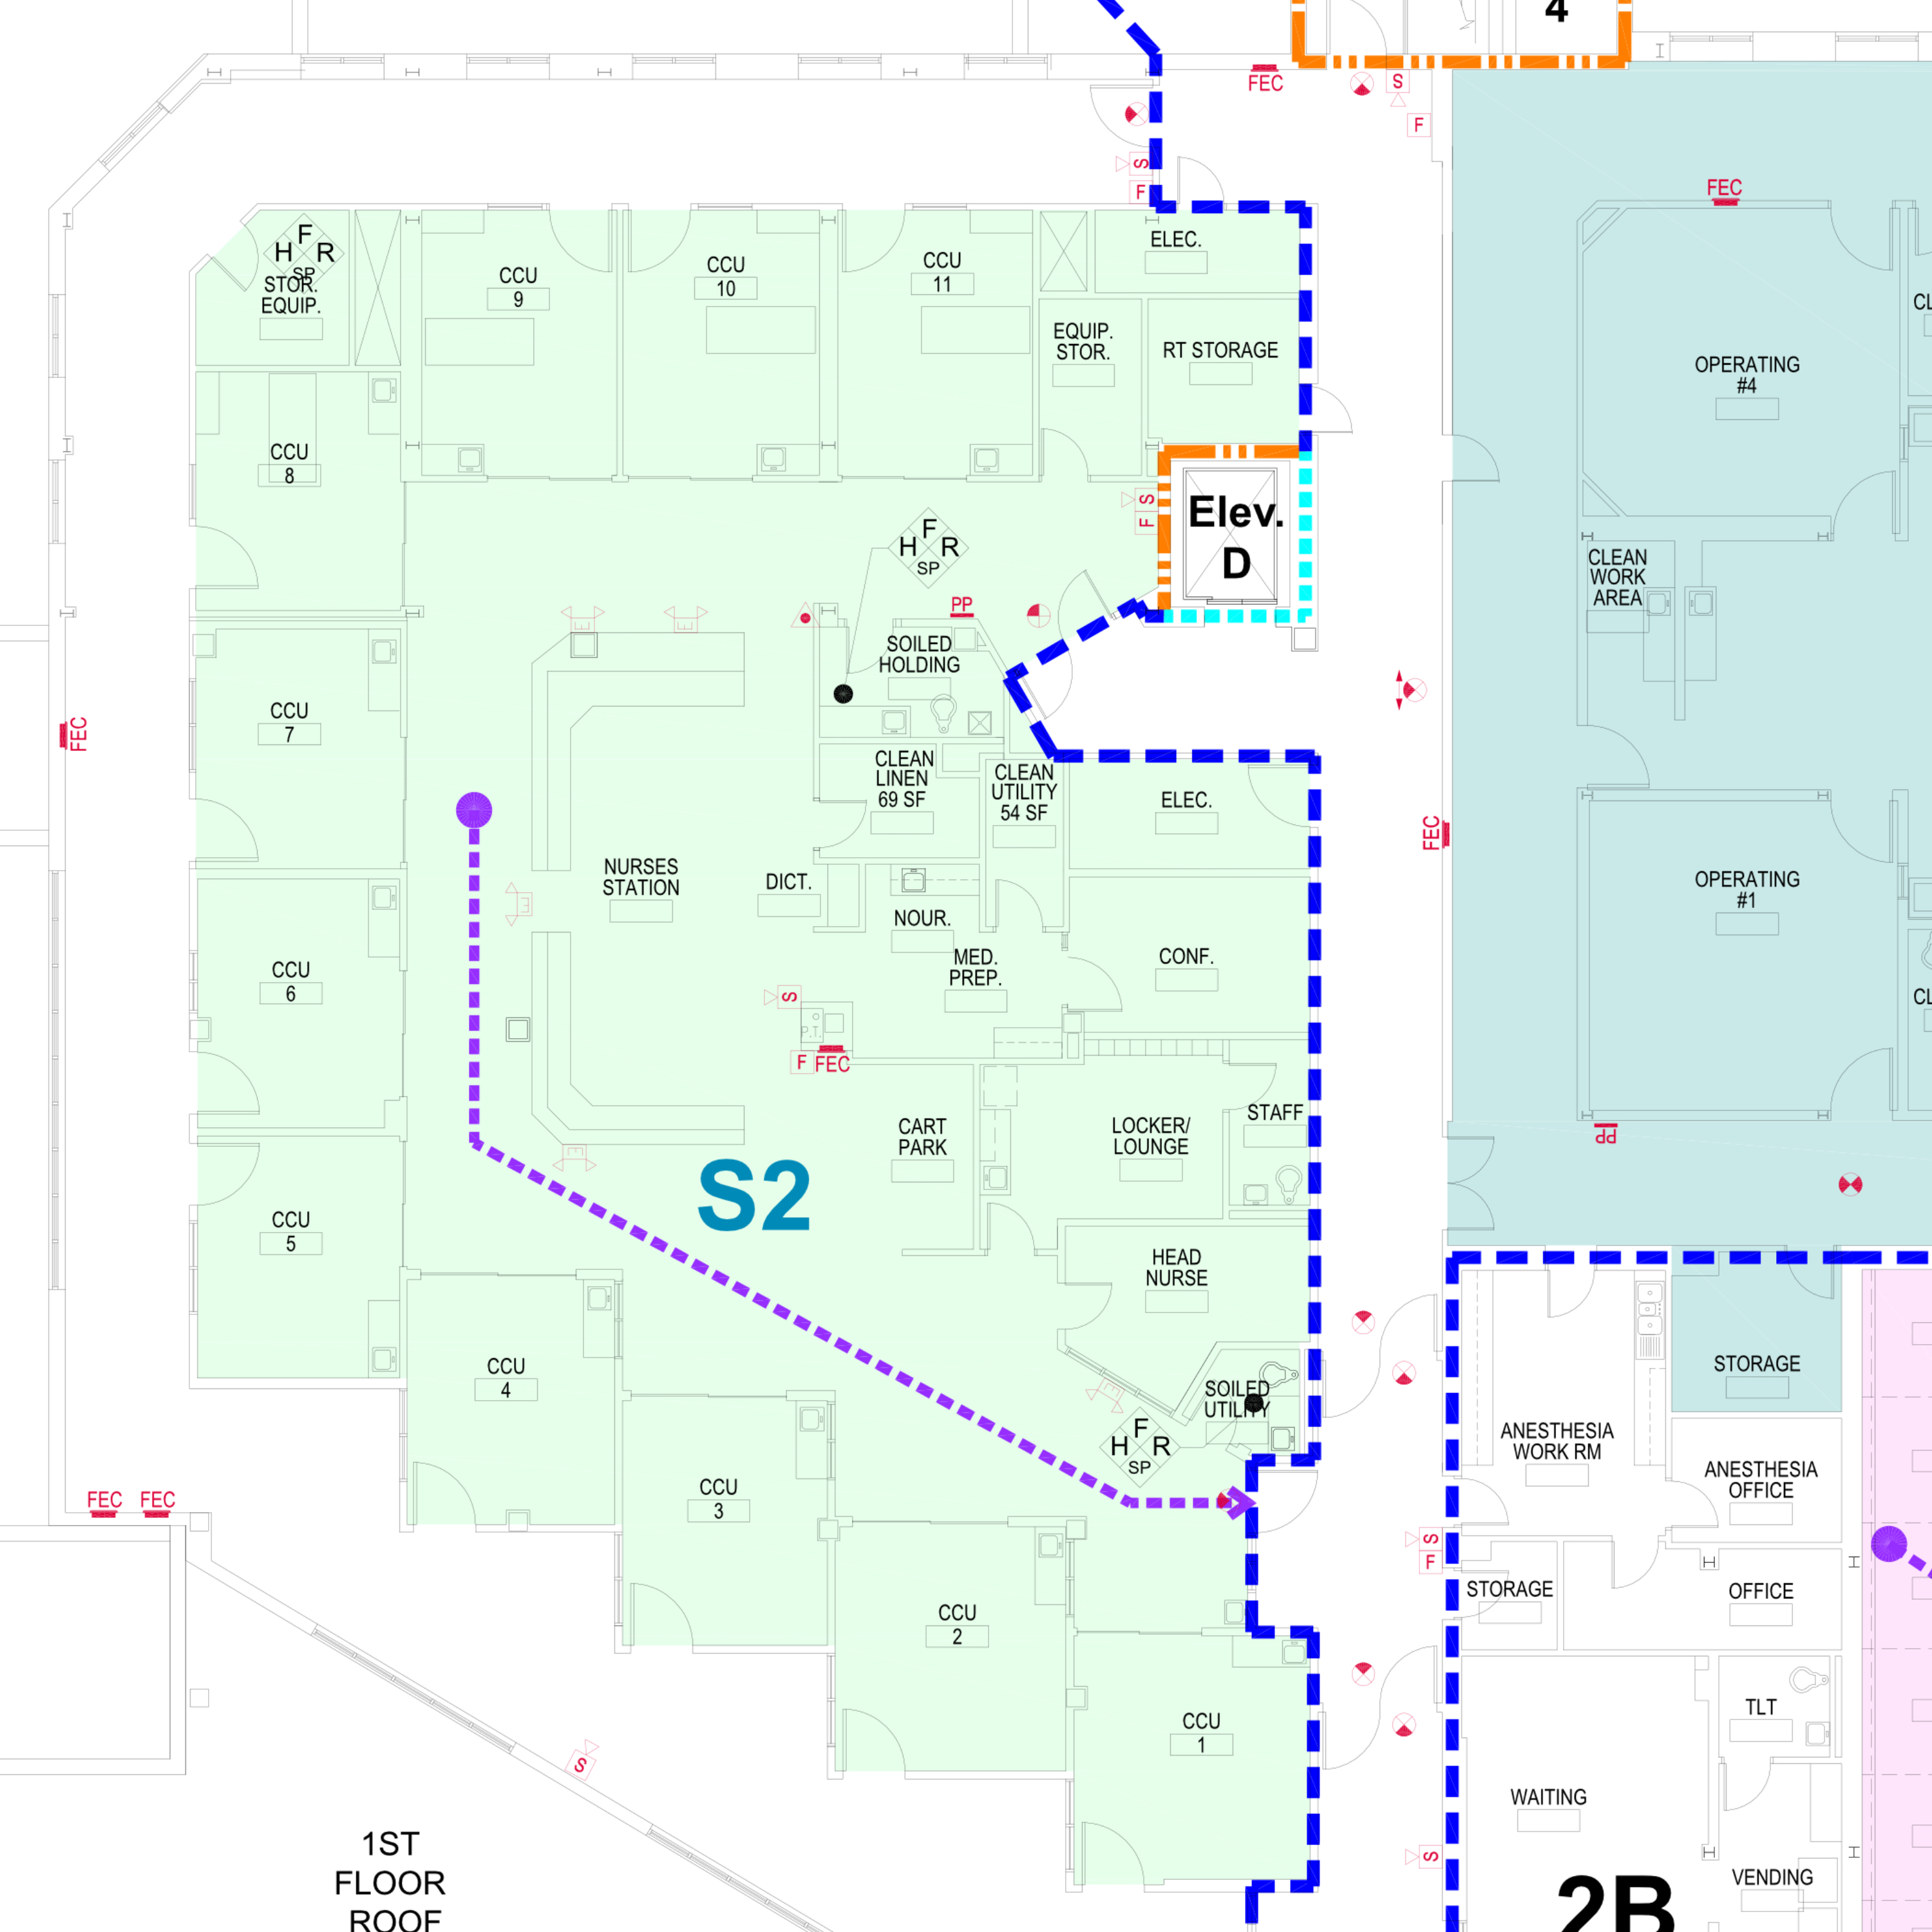 4
FEC
S
F
S
F
FEC
F
H R
SP
STOR.
EQUIP.
CCU
9
CCU
10
CCU
11
ELEC.
EQUIP.
STOR.
RT STORAGE
OPERATING
#4
CL
CCU
8
S
F
Elev.
D
F
H R
SP
CLEAN
WORK
AREA
PP
E
E
SOILED
HOLDING
CCU
7
FEC
CLEAN
LINEN
69 SF
CLEAN
UTILITY
54 SF
ELEC.
FEC
NURSES
STATION
DICT.
E
NOUR.
MED.
PREP.
CONF.
OPERATING
#1
CCU
6
S
P.T.
F
FEC
CL
CART
PARK
LOCKER/
LOUNGE
STAFF
PP
E
S2
CCU
5
HEAD
NURSE
CCU
4
E
SOILED
UTILITY
STORAGE
F
H R
SP
ANESTHESIA
WORK RM
ANESTHESIA
OFFICE
CCU
3
FEC
FEC
S
F
STORAGE
OFFICE
CCU
2
CCU
1
TLT
S
WAITING
1ST
FLOOR
ROOF
S
VENDING
2B